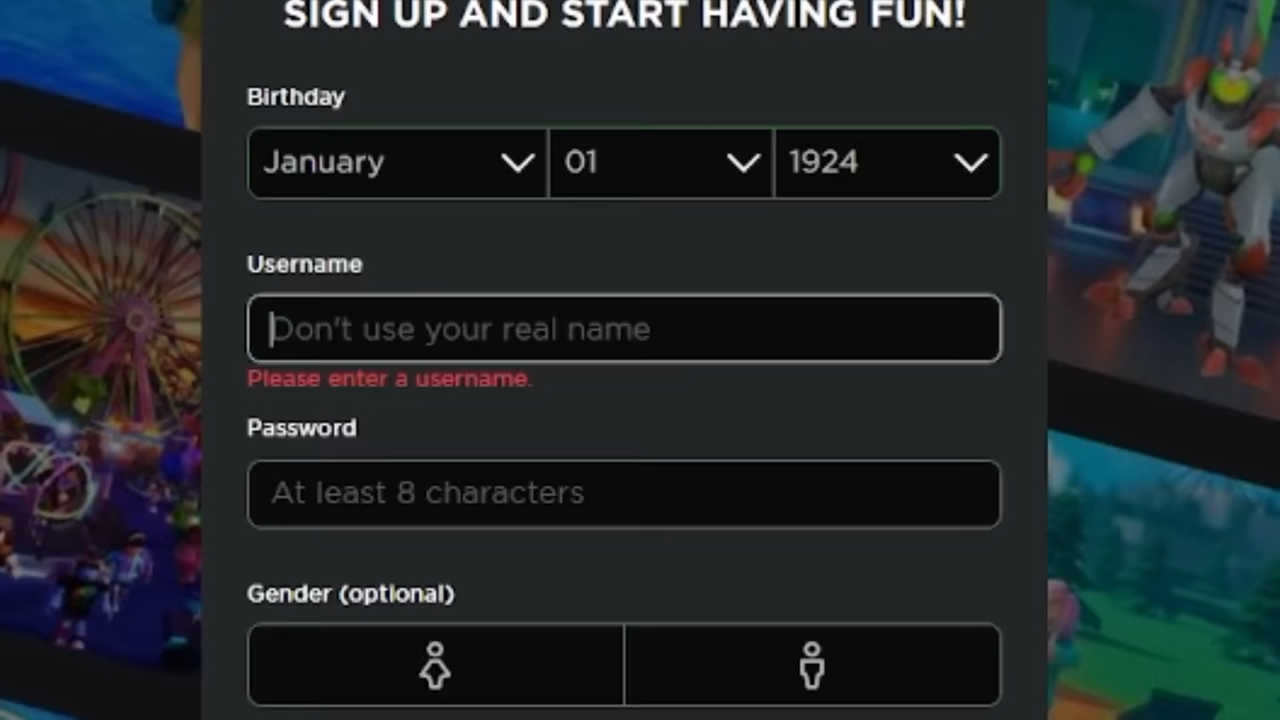 SIGN UP AND START HAVING FUN!
Birthday
January 01 1924
Username
Don't use your real name
Please enter a username.
Password
At least 8 characters
Gender (optional)